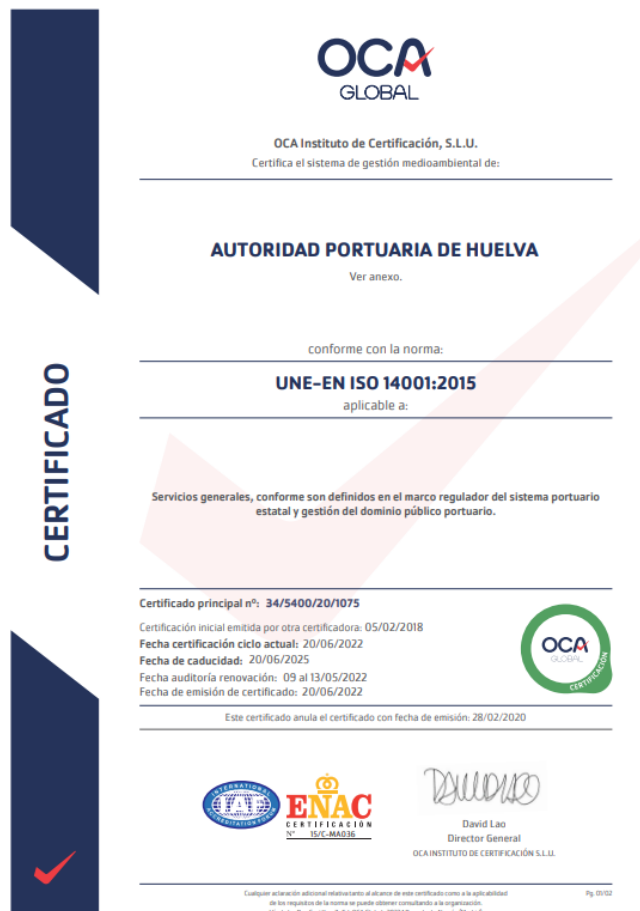 OCA
GLOBAL
OCA Instituto de Certificación, S.L.U.
Certifica el sistema de gestión medioambiental de:
AUTORIDAD PORTUARIA DE HUELVA
Ver anexo.
conforme con la norma:
UNE-EN ISO 14001:2015
aplicable a:
CERTIFICADO
Servicios generales, conforme son definidos en el marco regulador del sistema portuario
estatal y gestión del dominio público portuario.
Certificado principal nº: 34/5400/20/1075
Certificación inicial emitida por otra certificadora: 05/02/2018
Fecha certificación ciclo actual: 20/06/2022
Fecha de caducidad: 20/06/2025
Fecha auditoría renovación: 09 al 13/05/2022
Fecha de emisión de certificado: 20/06/2022
OCA
GLOBAL
CERTIFICACIÓN
Este certificado anula el certificado con fecha de emisión: 28/02/2020
INTERNATIONAL
IAF
ACCREDITATION FORUM
ENAC
CERTIFICACIÓN
Nº 15/C-MA036
David Lao
Director General
OCA INSTITUTO DE CERTIFICACIÓN S.L.U.
Cualquier aclaración adicional relativa tanto al alcance de este certificado como a la aplicabilidad
de los requisitos de la norma se puede obtener consultando a la organización.
Pg. 01/02